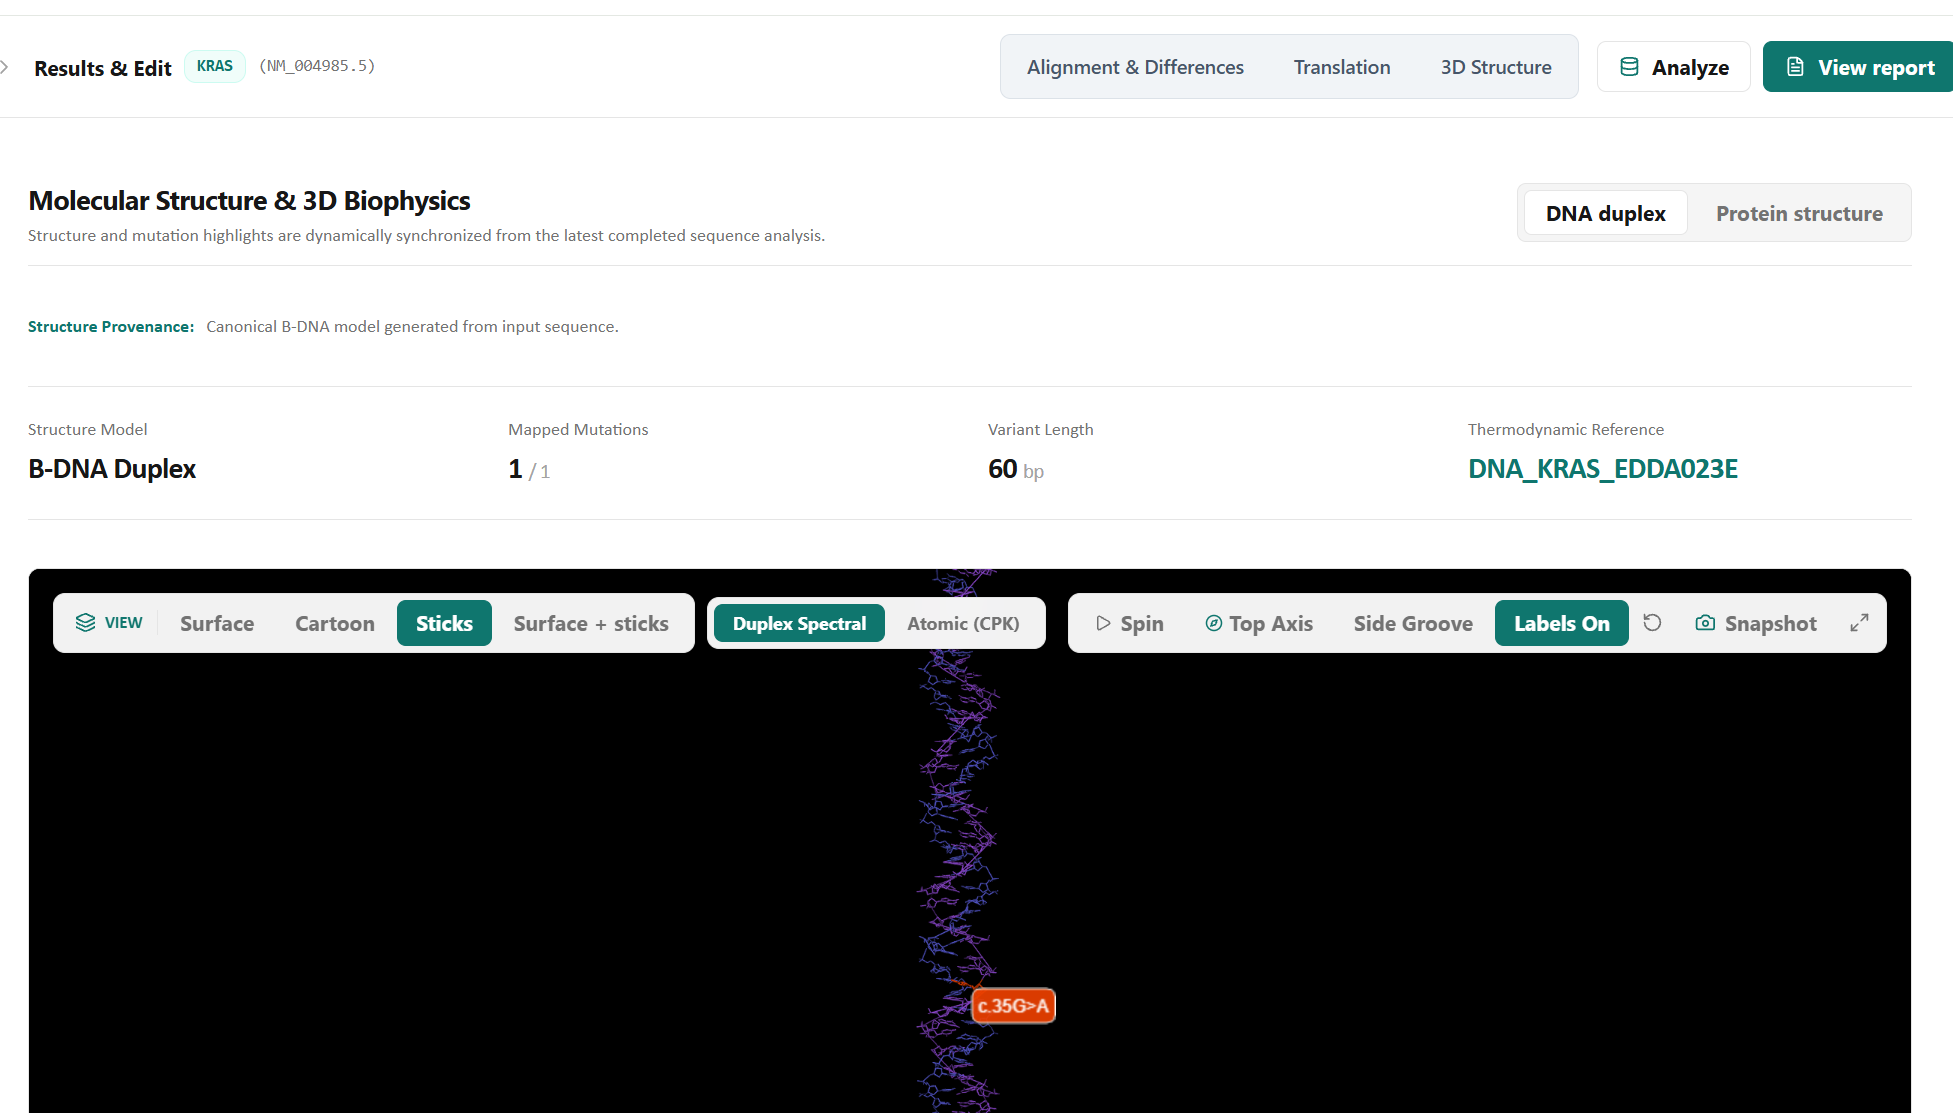 Results & Edit KRAS (NM_004985.5)
Alignment & Differences Translation 3D Structure Analyze View report
Molecular Structure & 3D Biophysics
Structure and mutation highlights are dynamically synchronized from the latest completed sequence analysis.
DNA duplex Protein structure
Structure Provenance: Canonical B-DNA model generated from input sequence.
Structure Model
B-DNA Duplex
Mapped Mutations
1 / 1
Variant Length
60 bp
Thermodynamic Reference
DNA_KRAS_EDDA023E
VIEW Surface Cartoon Sticks Surface + sticks
Duplex Spectral Atomic (CPK)
Spin Top Axis Side Groove Labels On Snapshot
c.35G>A